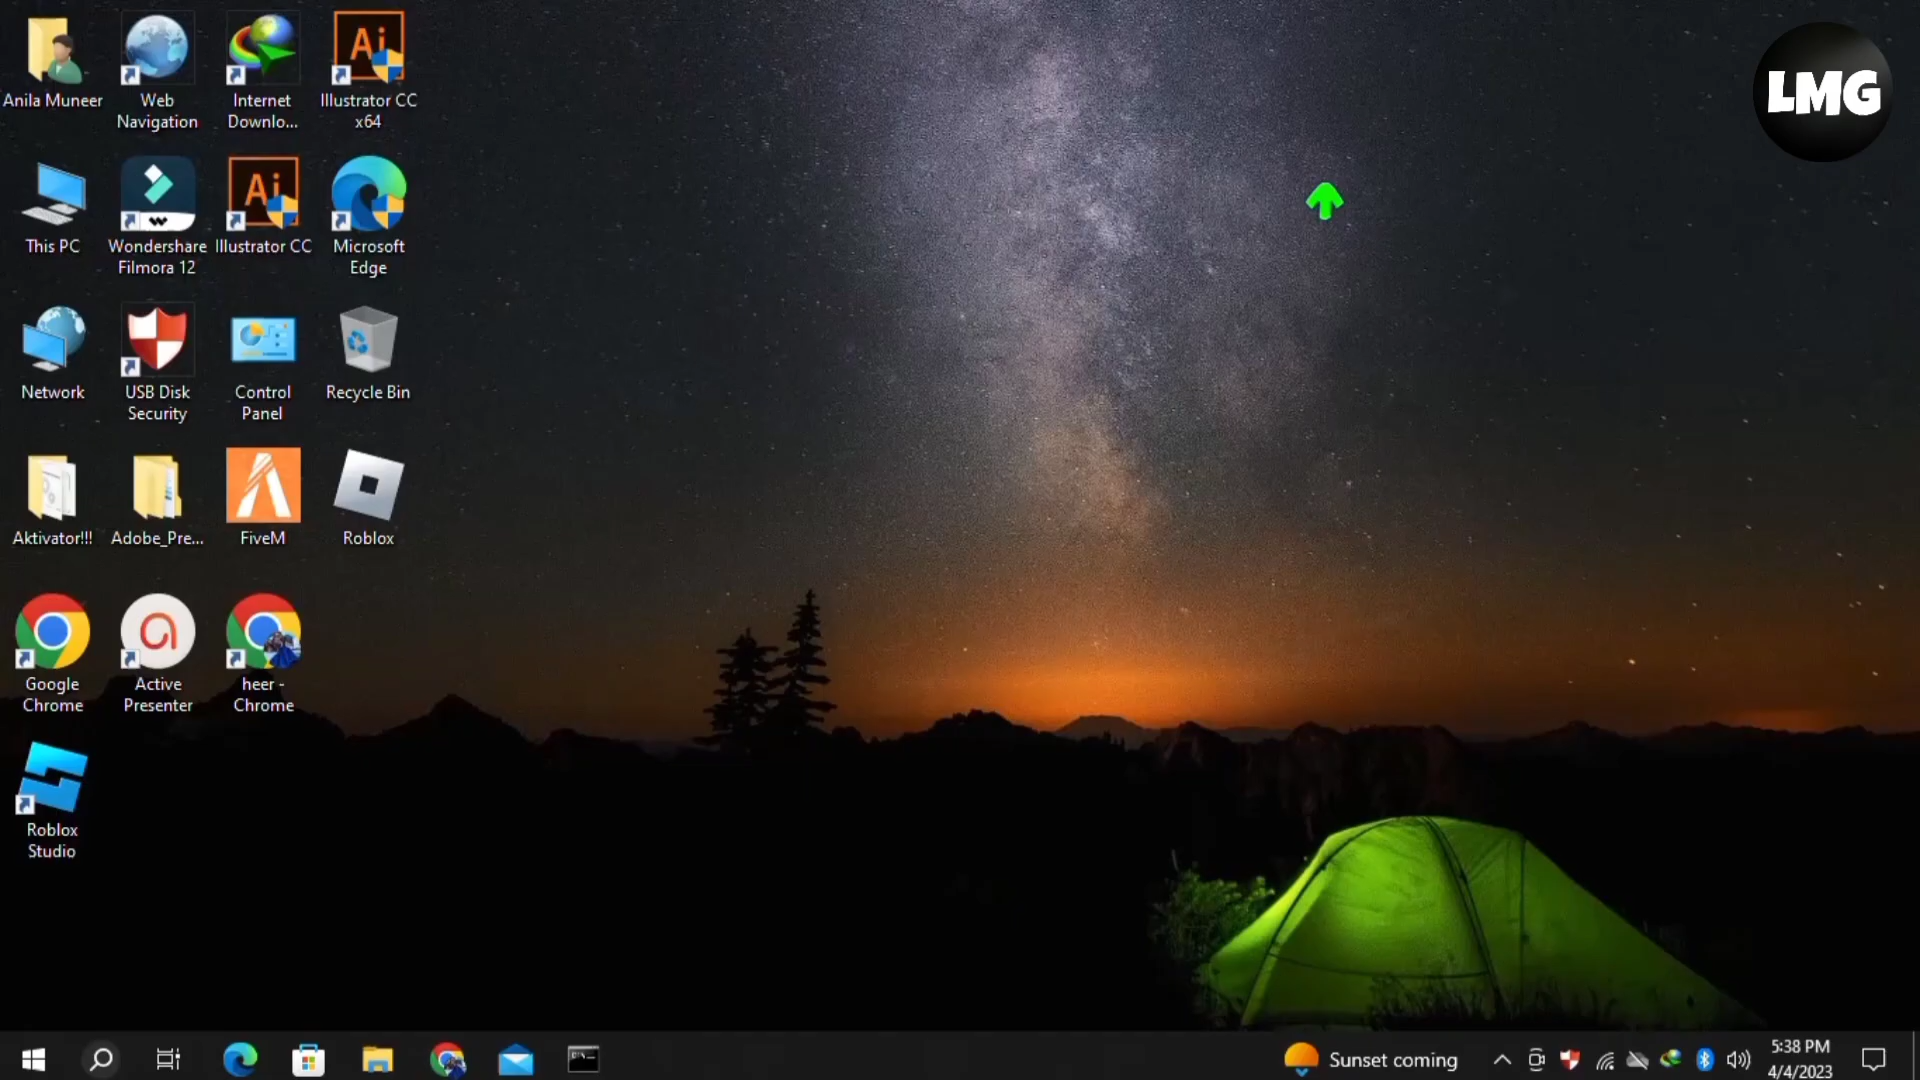 Anila Muneer
Web
Navigation
Internet
Downlo...
Illustrator CC
x64
LMG
This PC
Wondershare
Filmora 12
Illustrator CC
Microsoft
Edge
Network
USB Disk
Security
Control
Panel
Recycle Bin
Aktivator!!!
Adobe_Pre...
FiveM
Roblox
Google
Chrome
Active
Presenter
heer -
Chrome
Roblox
Studio
Sunset coming
5:38 PM
4/4/2023